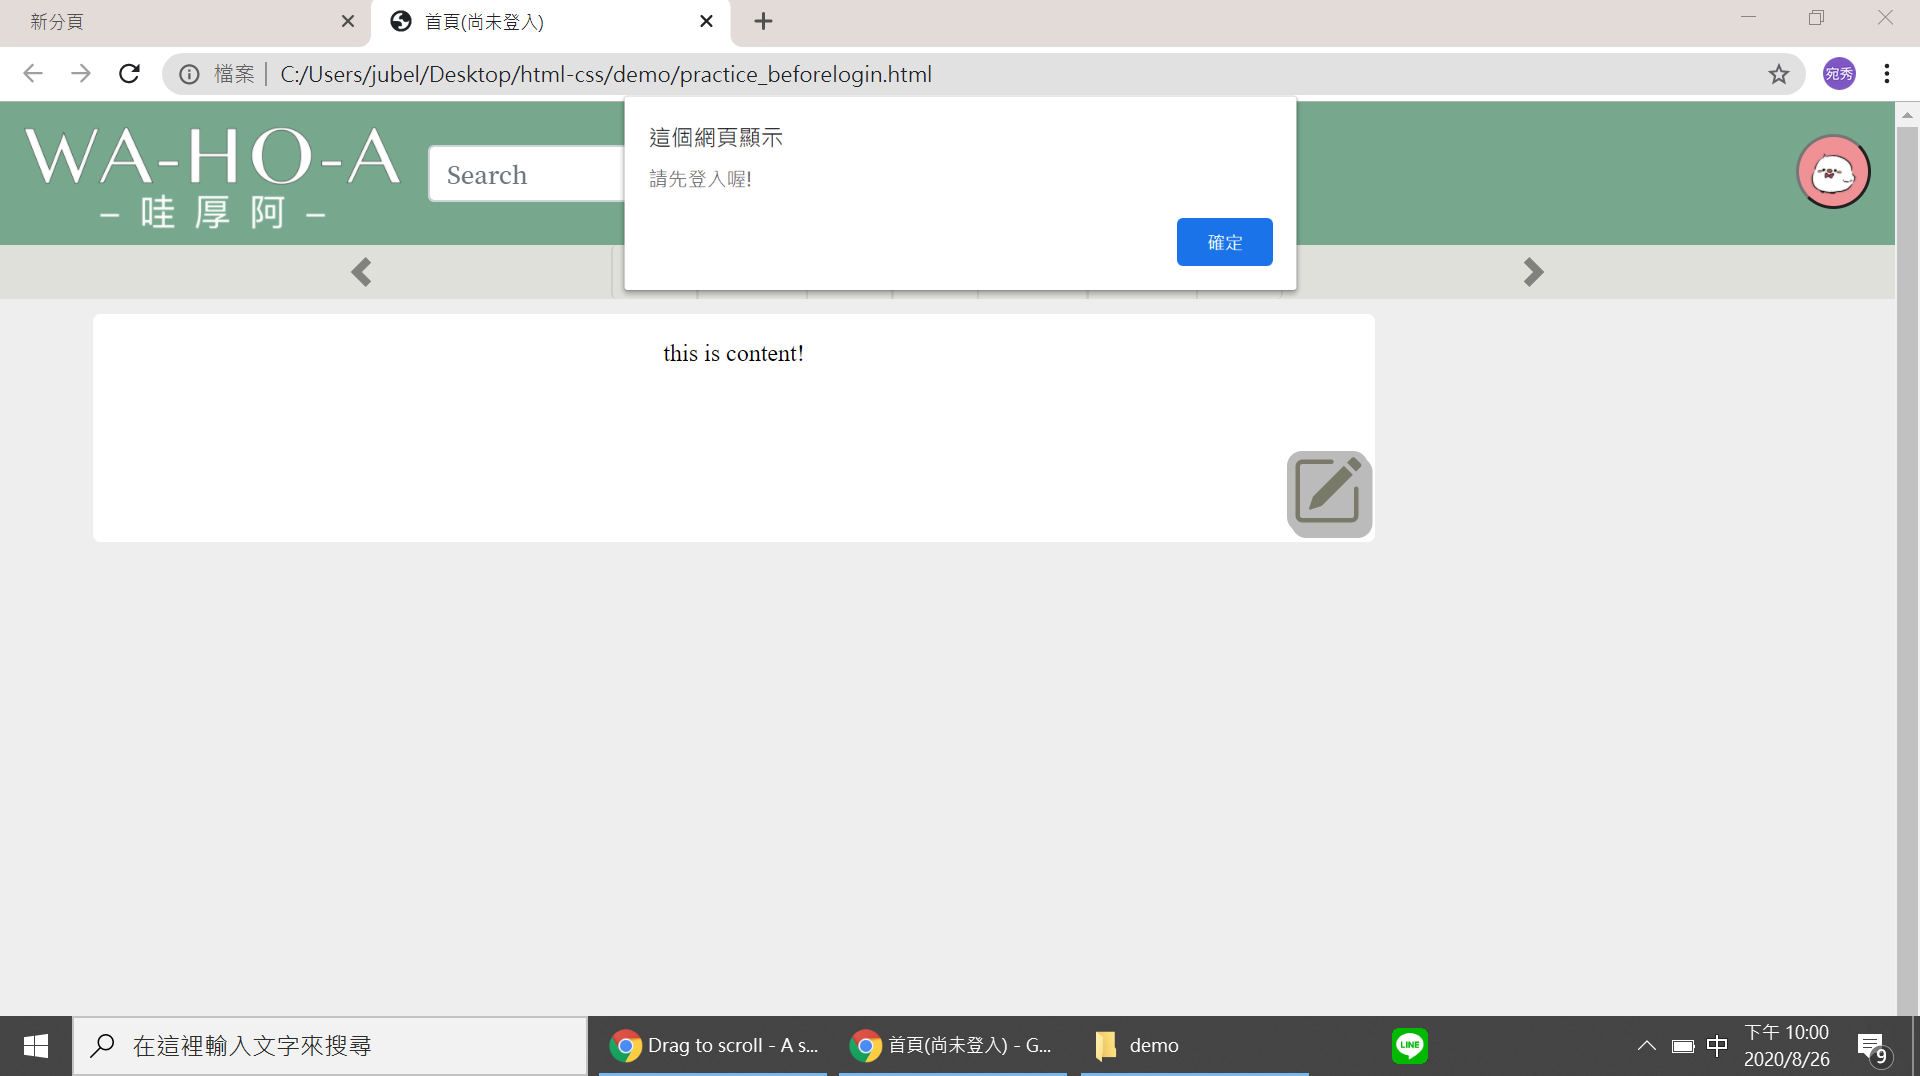 新分頁
首頁(尚未登入)
檔案
C:/Users/jubel/Desktop/html-css/demo/practice_beforelogin.html
宛秀
WA-HO-A
– 哇 厚 阿 –
Search
這個網頁顯示
請先登入喔!
確定
this is content!
在這裡輸入文字來搜尋
Drag to scroll - A s...
首頁(尚未登入) - G...
demo
LINE
中
下午 10:00
2020/8/26
9